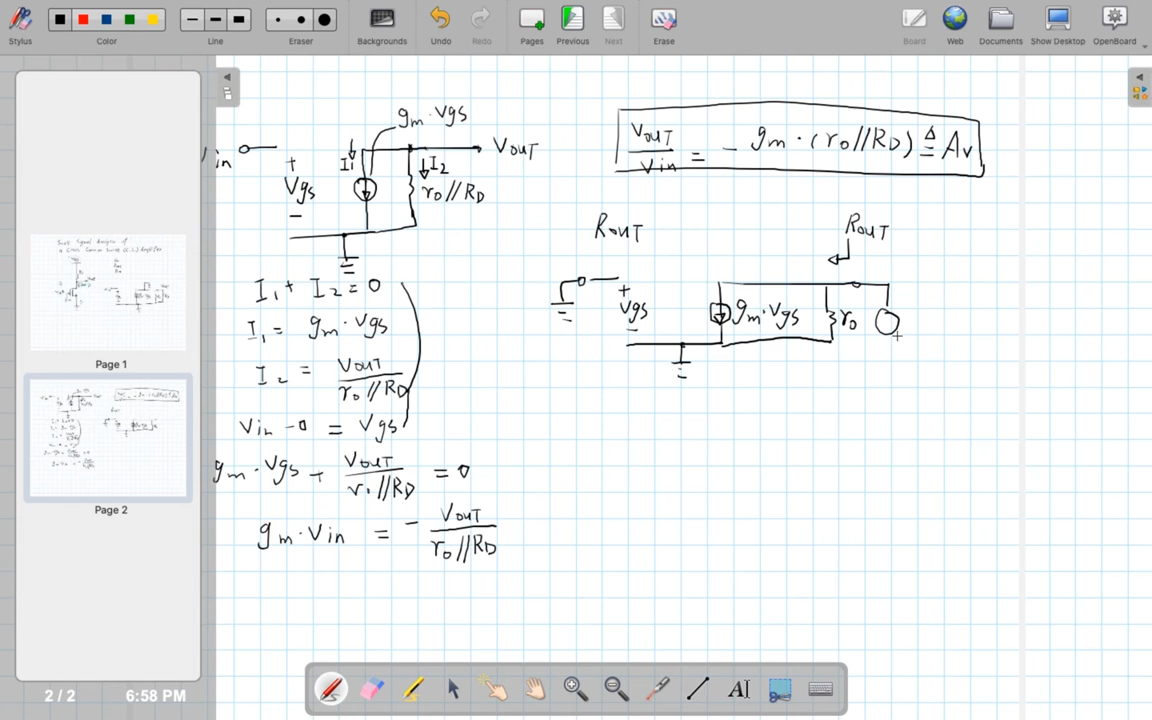 Stylus
Color
Line
Eraser
Backgrounds
Undo
Redo
Pages
Previous
Next
Erase
Board
Web
Documents
Show Desktop
OpenBoard
Page 1
Page 2
2 / 2
6:58 PM
gm·Vgs
in
+
Vgs
−
I1
I2
ro//RD
VOUT
I1 + I2 = 0
I1 = gm·Vgs
I2 = VOUT / ro//RD
Vin − 0 = Vgs
gm·Vgs + VOUT / ro//RD = 0
gm·Vin = − VOUT / ro//RD
VOUT / Vin = − gm·(ro//RD) ≜ Av
ROUT
ROUT
+
Vgs
−
gm·Vgs
ro